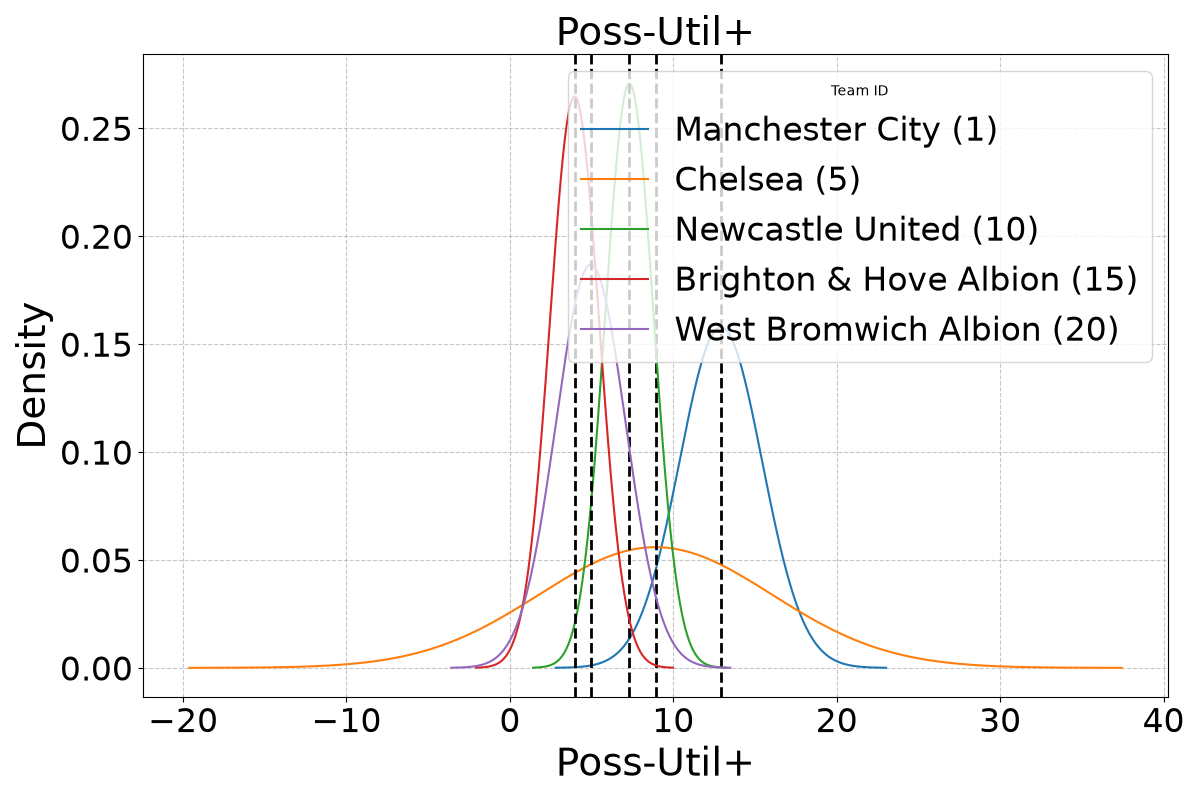 Poss-Util+
Team ID
Manchester City (1)
Chelsea (5)
Newcastle United (10)
Brighton & Hove Albion (15)
West Bromwich Albion (20)
Density
0.25
0.20
0.15
0.10
0.05
0.00
−20 −10 0 10 20 30 40
Poss-Util+